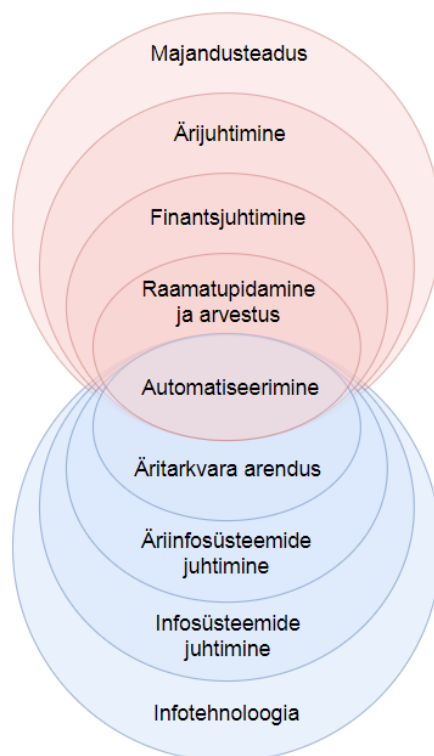 Majandusteadus
Ärijuhtimine
Finantsjuhtimine
Raamatupidamine
ja arvestus
Automatiseerimine
Äritarkvara arendus
Äriinfosüsteemide
juhtimine
Infosüsteemide
juhtimine
Infotehnoloogia